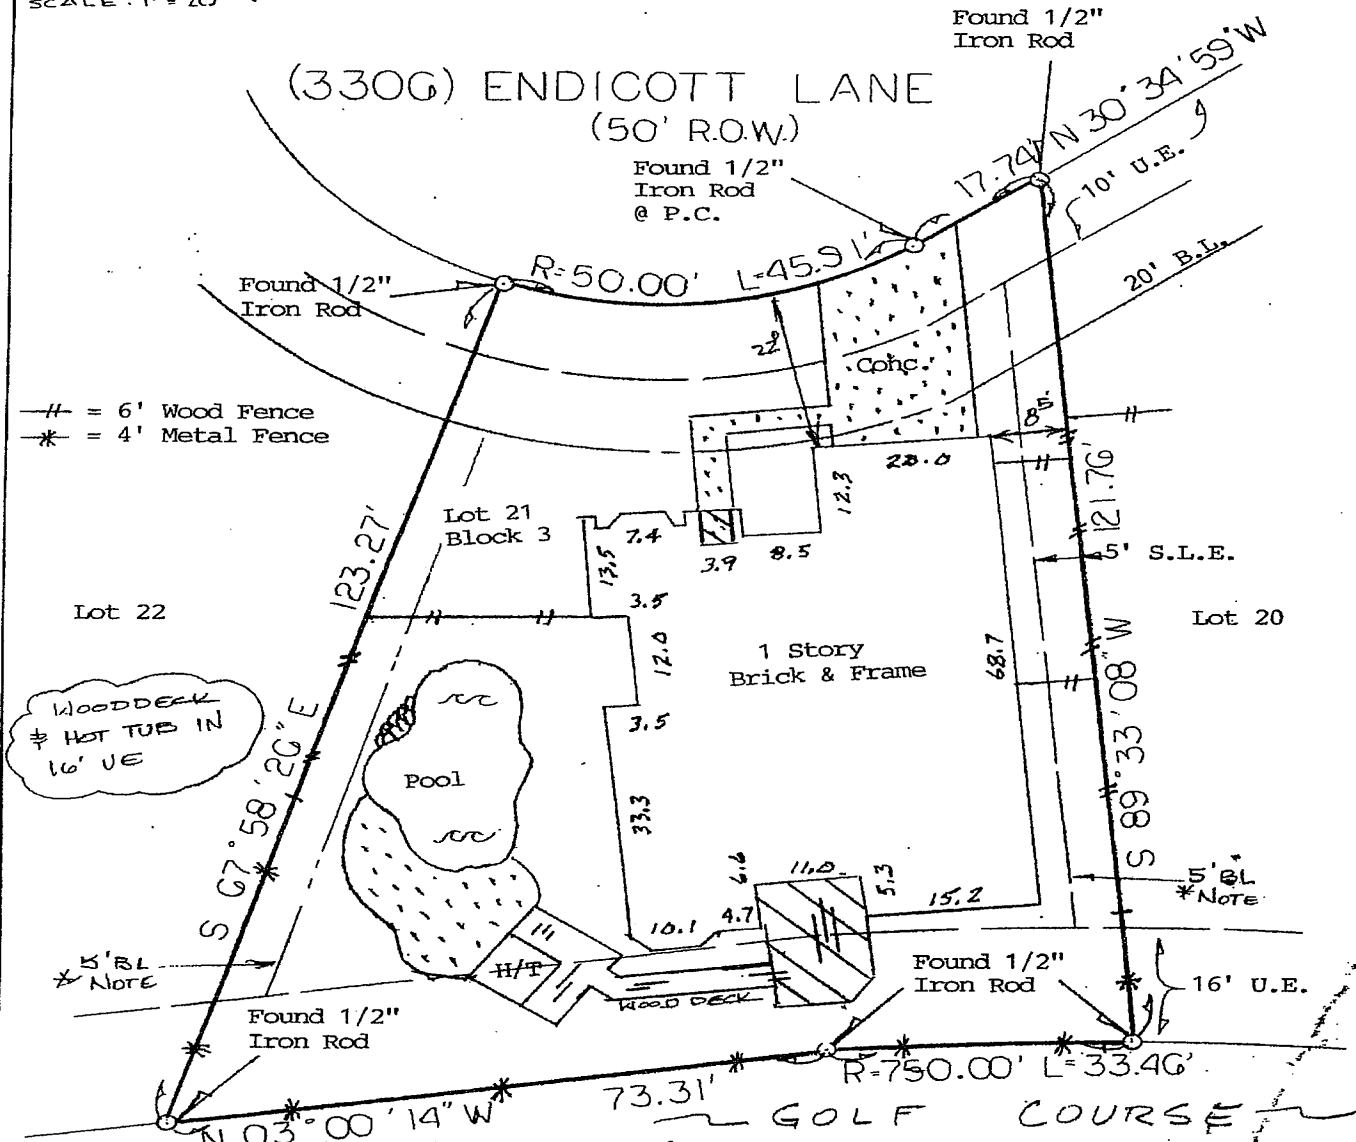 SCALE: 1" = 20'
Found 1/2"
Iron Rod
(3306) ENDICOTT LANE
(50' R.O.W.)
N 30° 34' 59" W
17.74'
10' U.E.
20' B.L.
Found 1/2"
Iron Rod
@ P.C.
Found 1/2"
Iron Rod
R=50.00' L=45.91'
22
Conc.
-//- = 6' Wood Fence
-*- = 4' Metal Fence
8.5
20.0
12.3
121.76'
Lot 21
Block 3
7.4
3.9
8.5
13.5
3.5
5' S.L.E.
123.27'
Lot 22
Lot 20
12.0
1 Story
Brick & Frame
68.7
3.5
WOOD DECK
& HOT TUB IN
16' UE
Pool
33.3
S 67° 58' 26" E
S 89° 33' 08" W
6.6
11.0
5.3
15.2
5' BL
* NOTE
10.1
4.7
5' BL
* NOTE
H/T
WOOD DECK
Found 1/2"
Iron Rod
16' U.E.
Found 1/2"
Iron Rod
R=750.00' L=33.46'
73.31'
N 03° 00' 14" W
GOLF COURSE